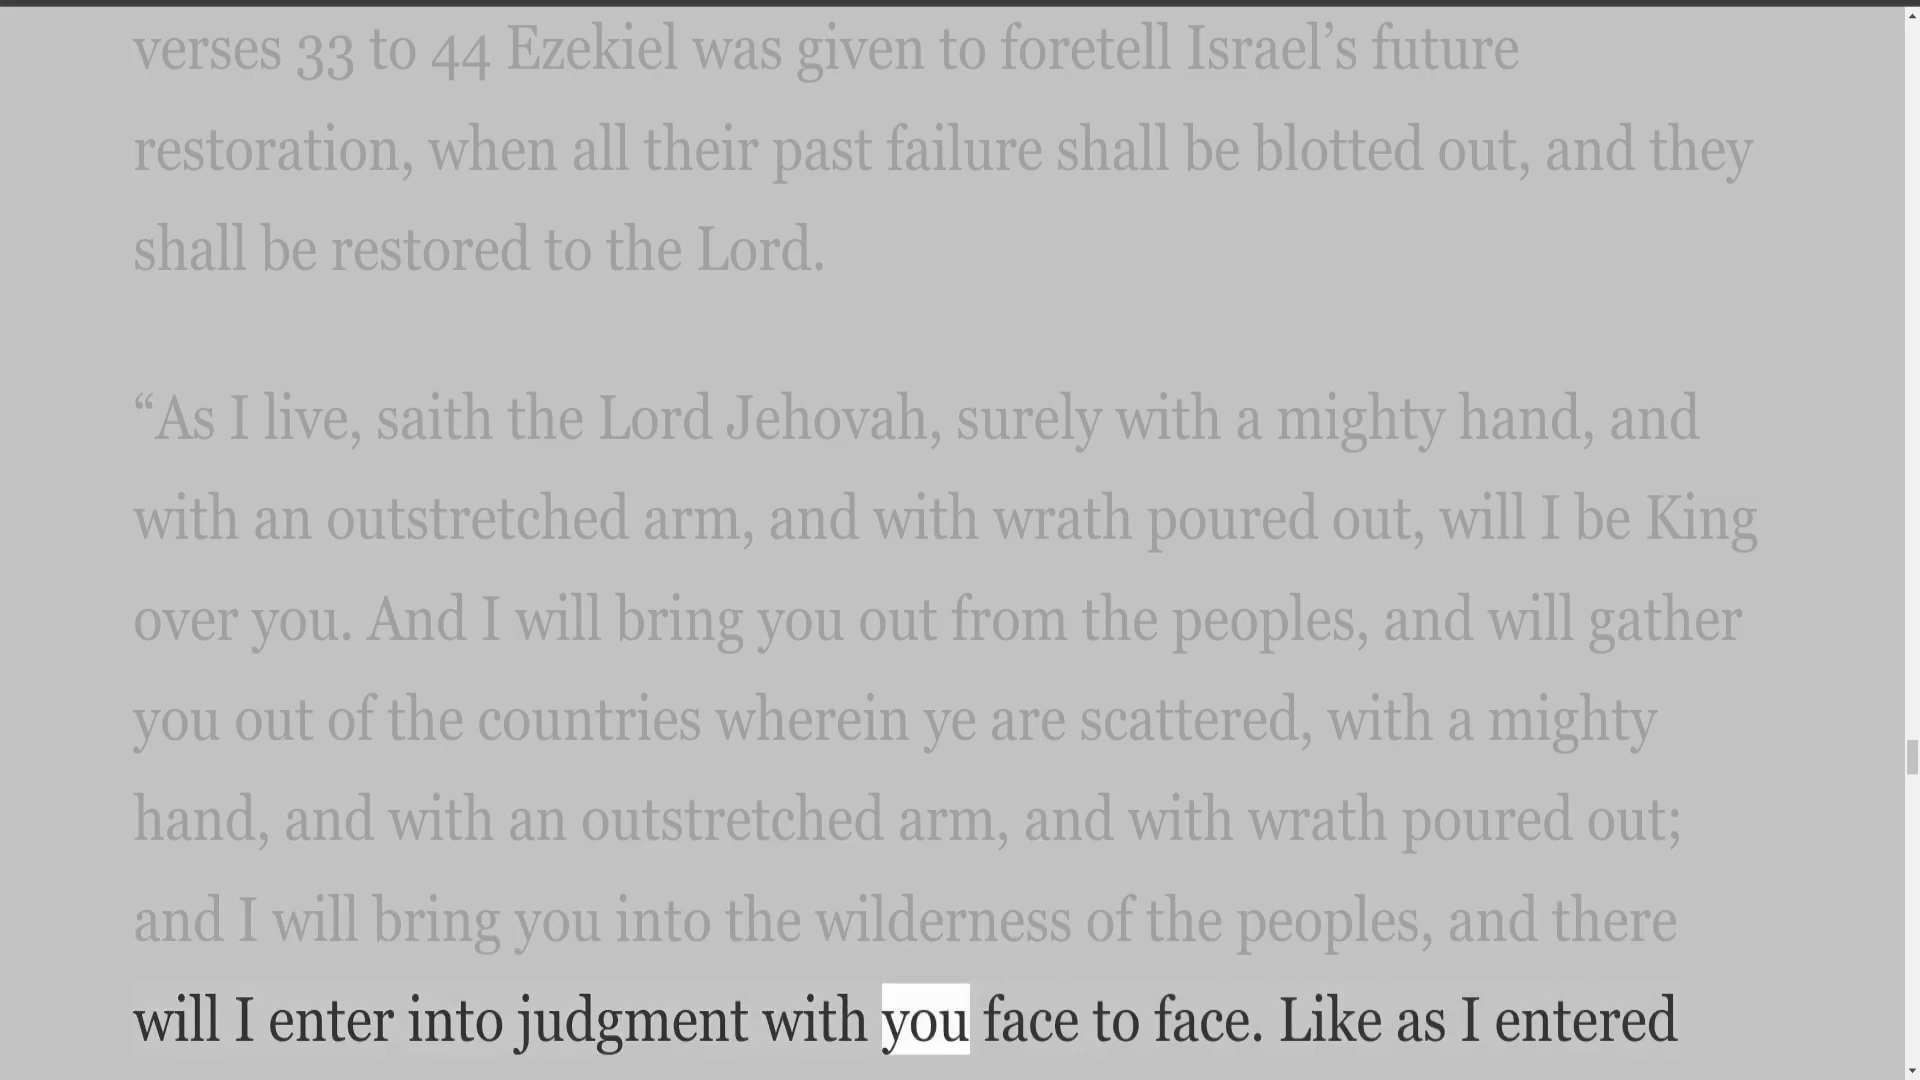 verses 33 to 44 Ezekiel was given to foretell Israel’s future
restoration, when all their past failure shall be blotted out, and they
shall be restored to the Lord.
“As I live, saith the Lord Jehovah, surely with a mighty hand, and
with an outstretched arm, and with wrath poured out, will I be King
over you. And I will bring you out from the peoples, and will gather
you out of the countries wherein ye are scattered, with a mighty
hand, and with an outstretched arm, and with wrath poured out;
and I will bring you into the wilderness of the peoples, and there
will I enter into judgment with you face to face. Like as I entered